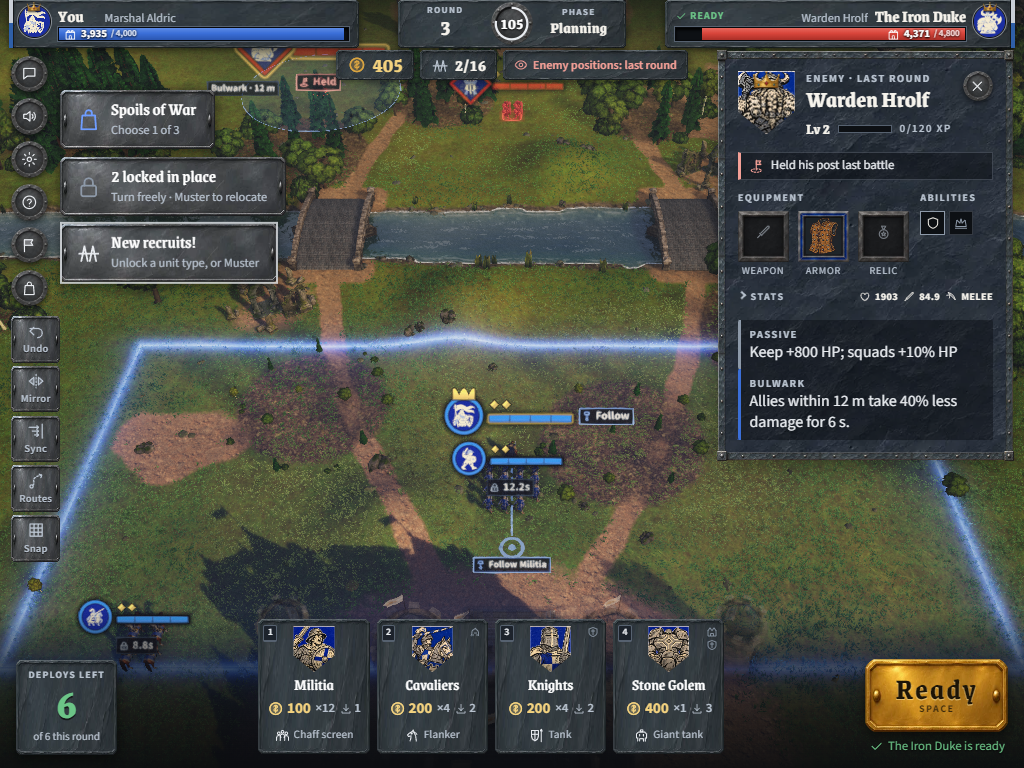 You
Marshal Aldric
3,935 / 4,000
ROUND
3
105
PHASE
Planning
READY
Warden Hrolf
The Iron Duke
4,371 / 4,800
405
2/16
Enemy positions: last round
Bulwark · 12 m
Held
Spoils of War
Choose 1 of 3
2 locked in place
Turn freely · Muster to relocate
New recruits!
Unlock a unit type, or Muster
Undo
Mirror
Sync
Routes
Snap
ENEMY · LAST ROUND
Warden Hrolf
Lv 2
0/120 XP
Held his post last battle
EQUIPMENT
ABILITIES
WEAPON
ARMOR
RELIC
STATS
1903
84.9
MELEE
PASSIVE
Keep +800 HP; squads +10% HP
BULWARK
Allies within 12 m take 40% less
damage for 6 s.
Follow
12.2s
Follow Militia
8.8s
DEPLOYS LEFT
6
of 6 this round
1
Militia
100 ×12 1
Chaff screen
2
Cavaliers
200 ×4 2
Flanker
3
Knights
200 ×4 2
Tank
4
Stone Golem
400 ×1 3
Giant tank
Ready
SPACE
The Iron Duke is ready